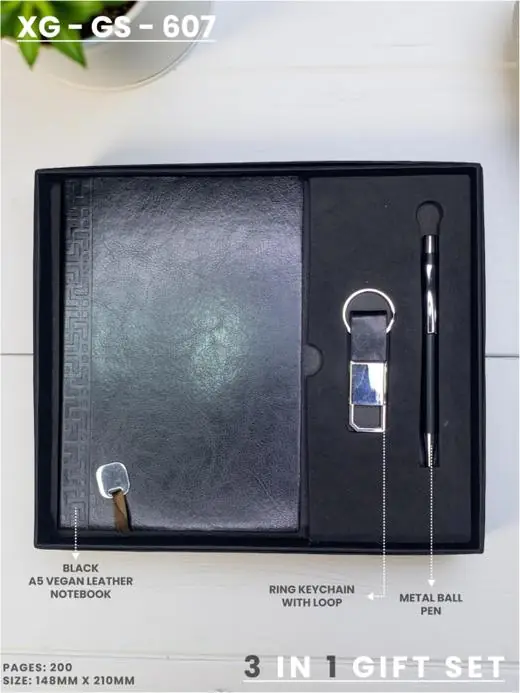 XG - GS - 607
BLACK
A5 VEGAN LEATHER
NOTEBOOK
RING KEYCHAIN
WITH LOOP
METAL BALL
PEN
PAGES: 200
SIZE: 148MM X 210MM
3 IN 1 GIFT SET